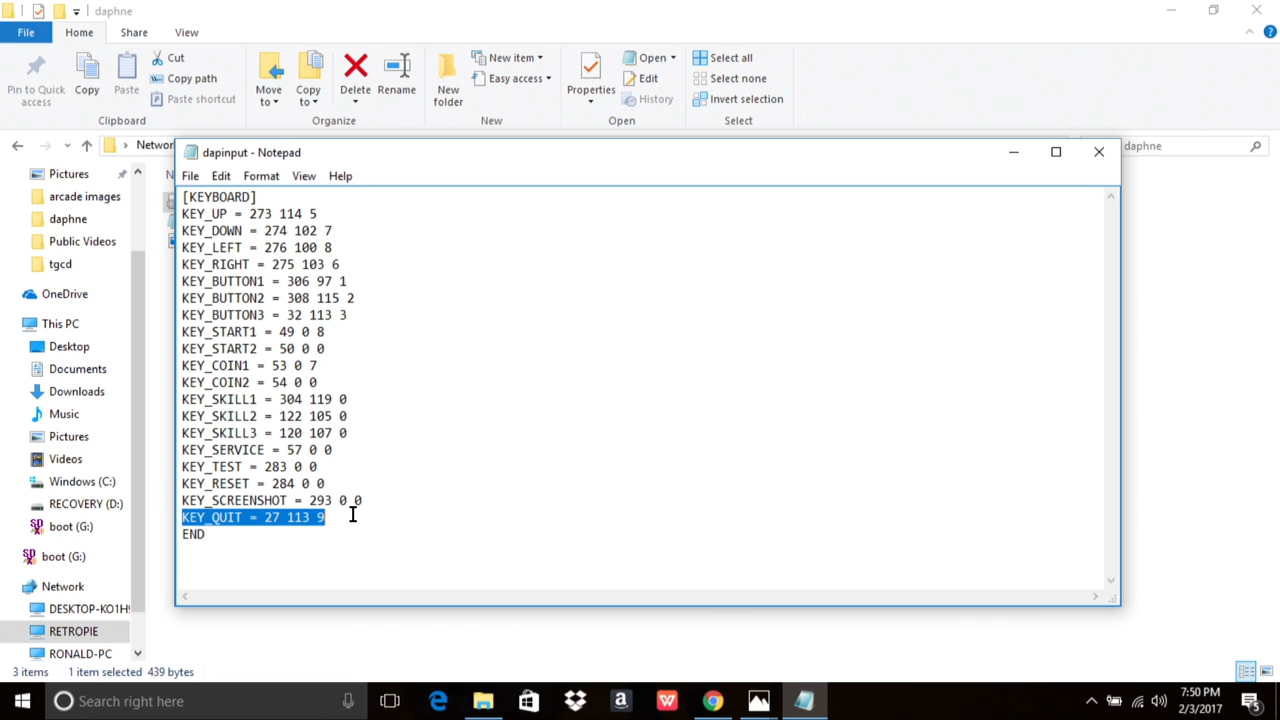 daphne
File
Home
Share
View
Pin to Quick access
Copy
Paste
Cut
Copy path
Paste shortcut
Clipboard
Move to
Copy to
Delete
Rename
Organize
New folder
New item
Easy access
New
Properties
Open
Edit
History
Open
Select all
Select none
Invert selection
Select
Networ
daphne
dapinput - Notepad
File Edit Format View Help
[KEYBOARD]
KEY_UP = 273 114 5
KEY_DOWN = 274 102 7
KEY_LEFT = 276 100 8
KEY_RIGHT = 275 103 6
KEY_BUTTON1 = 306 97 1
KEY_BUTTON2 = 308 115 2
KEY_BUTTON3 = 32 113 3
KEY_START1 = 49 0 8
KEY_START2 = 50 0 0
KEY_COIN1 = 53 0 7
KEY_COIN2 = 54 0 0
KEY_SKILL1 = 304 119 0
KEY_SKILL2 = 122 105 0
KEY_SKILL3 = 120 107 0
KEY_SERVICE = 57 0 0
KEY_TEST = 283 0 0
KEY_RESET = 284 0 0
KEY_SCREENSHOT = 293 0 0
KEY_QUIT = 27 113 9
END
Pictures
arcade images
daphne
Public Videos
tgcd
OneDrive
This PC
Desktop
Documents
Downloads
Music
Pictures
Videos
Windows (C:)
RECOVERY (D:)
boot (G:)
boot (G:)
Network
DESKTOP-KO1H
RETROPIE
RONALD-PC
3 items 1 item selected 439 bytes
Search right here
7:50 PM
2/3/2017
5